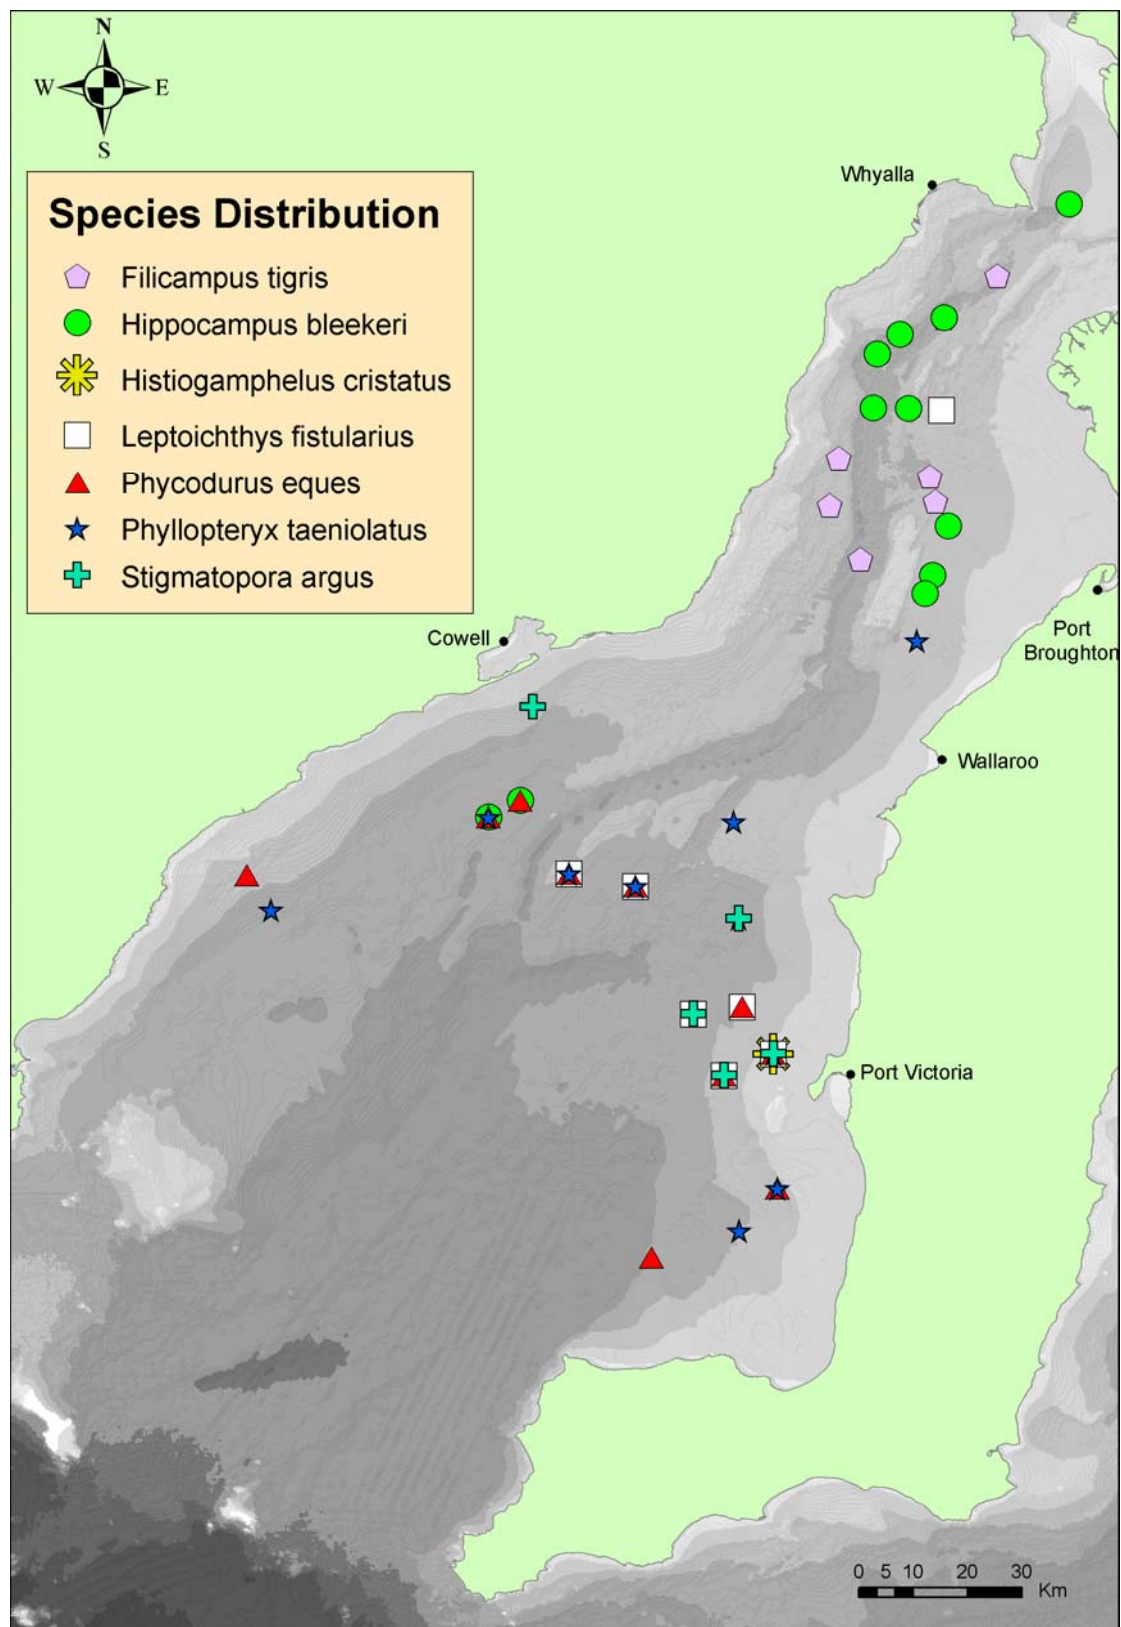 N
W E
S
Whyalla
Species Distribution
Filicampus tigris
Hippocampus bleekeri
Histiogamphelus cristatus
Leptoichthys fistularius
Phycodurus eques
Phyllopteryx taeniolatus
Stigmatopora argus
Cowell
Port
Broughton
Wallaroo
Port Victoria
0 5 10 20 30
Km